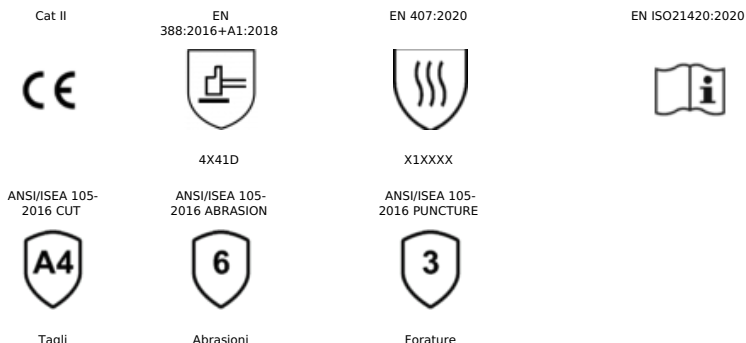 Cat II
EN
388:2016+A1:2018
EN 407:2020
EN ISO21420:2020
CE
i
4X41D
X1XXXX
ANSI/ISEA 105-
2016 CUT
ANSI/ISEA 105-
2016 ABRASION
ANSI/ISEA 105-
2016 PUNCTURE
A4
6
3
Tagli
Abrasioni
Forature